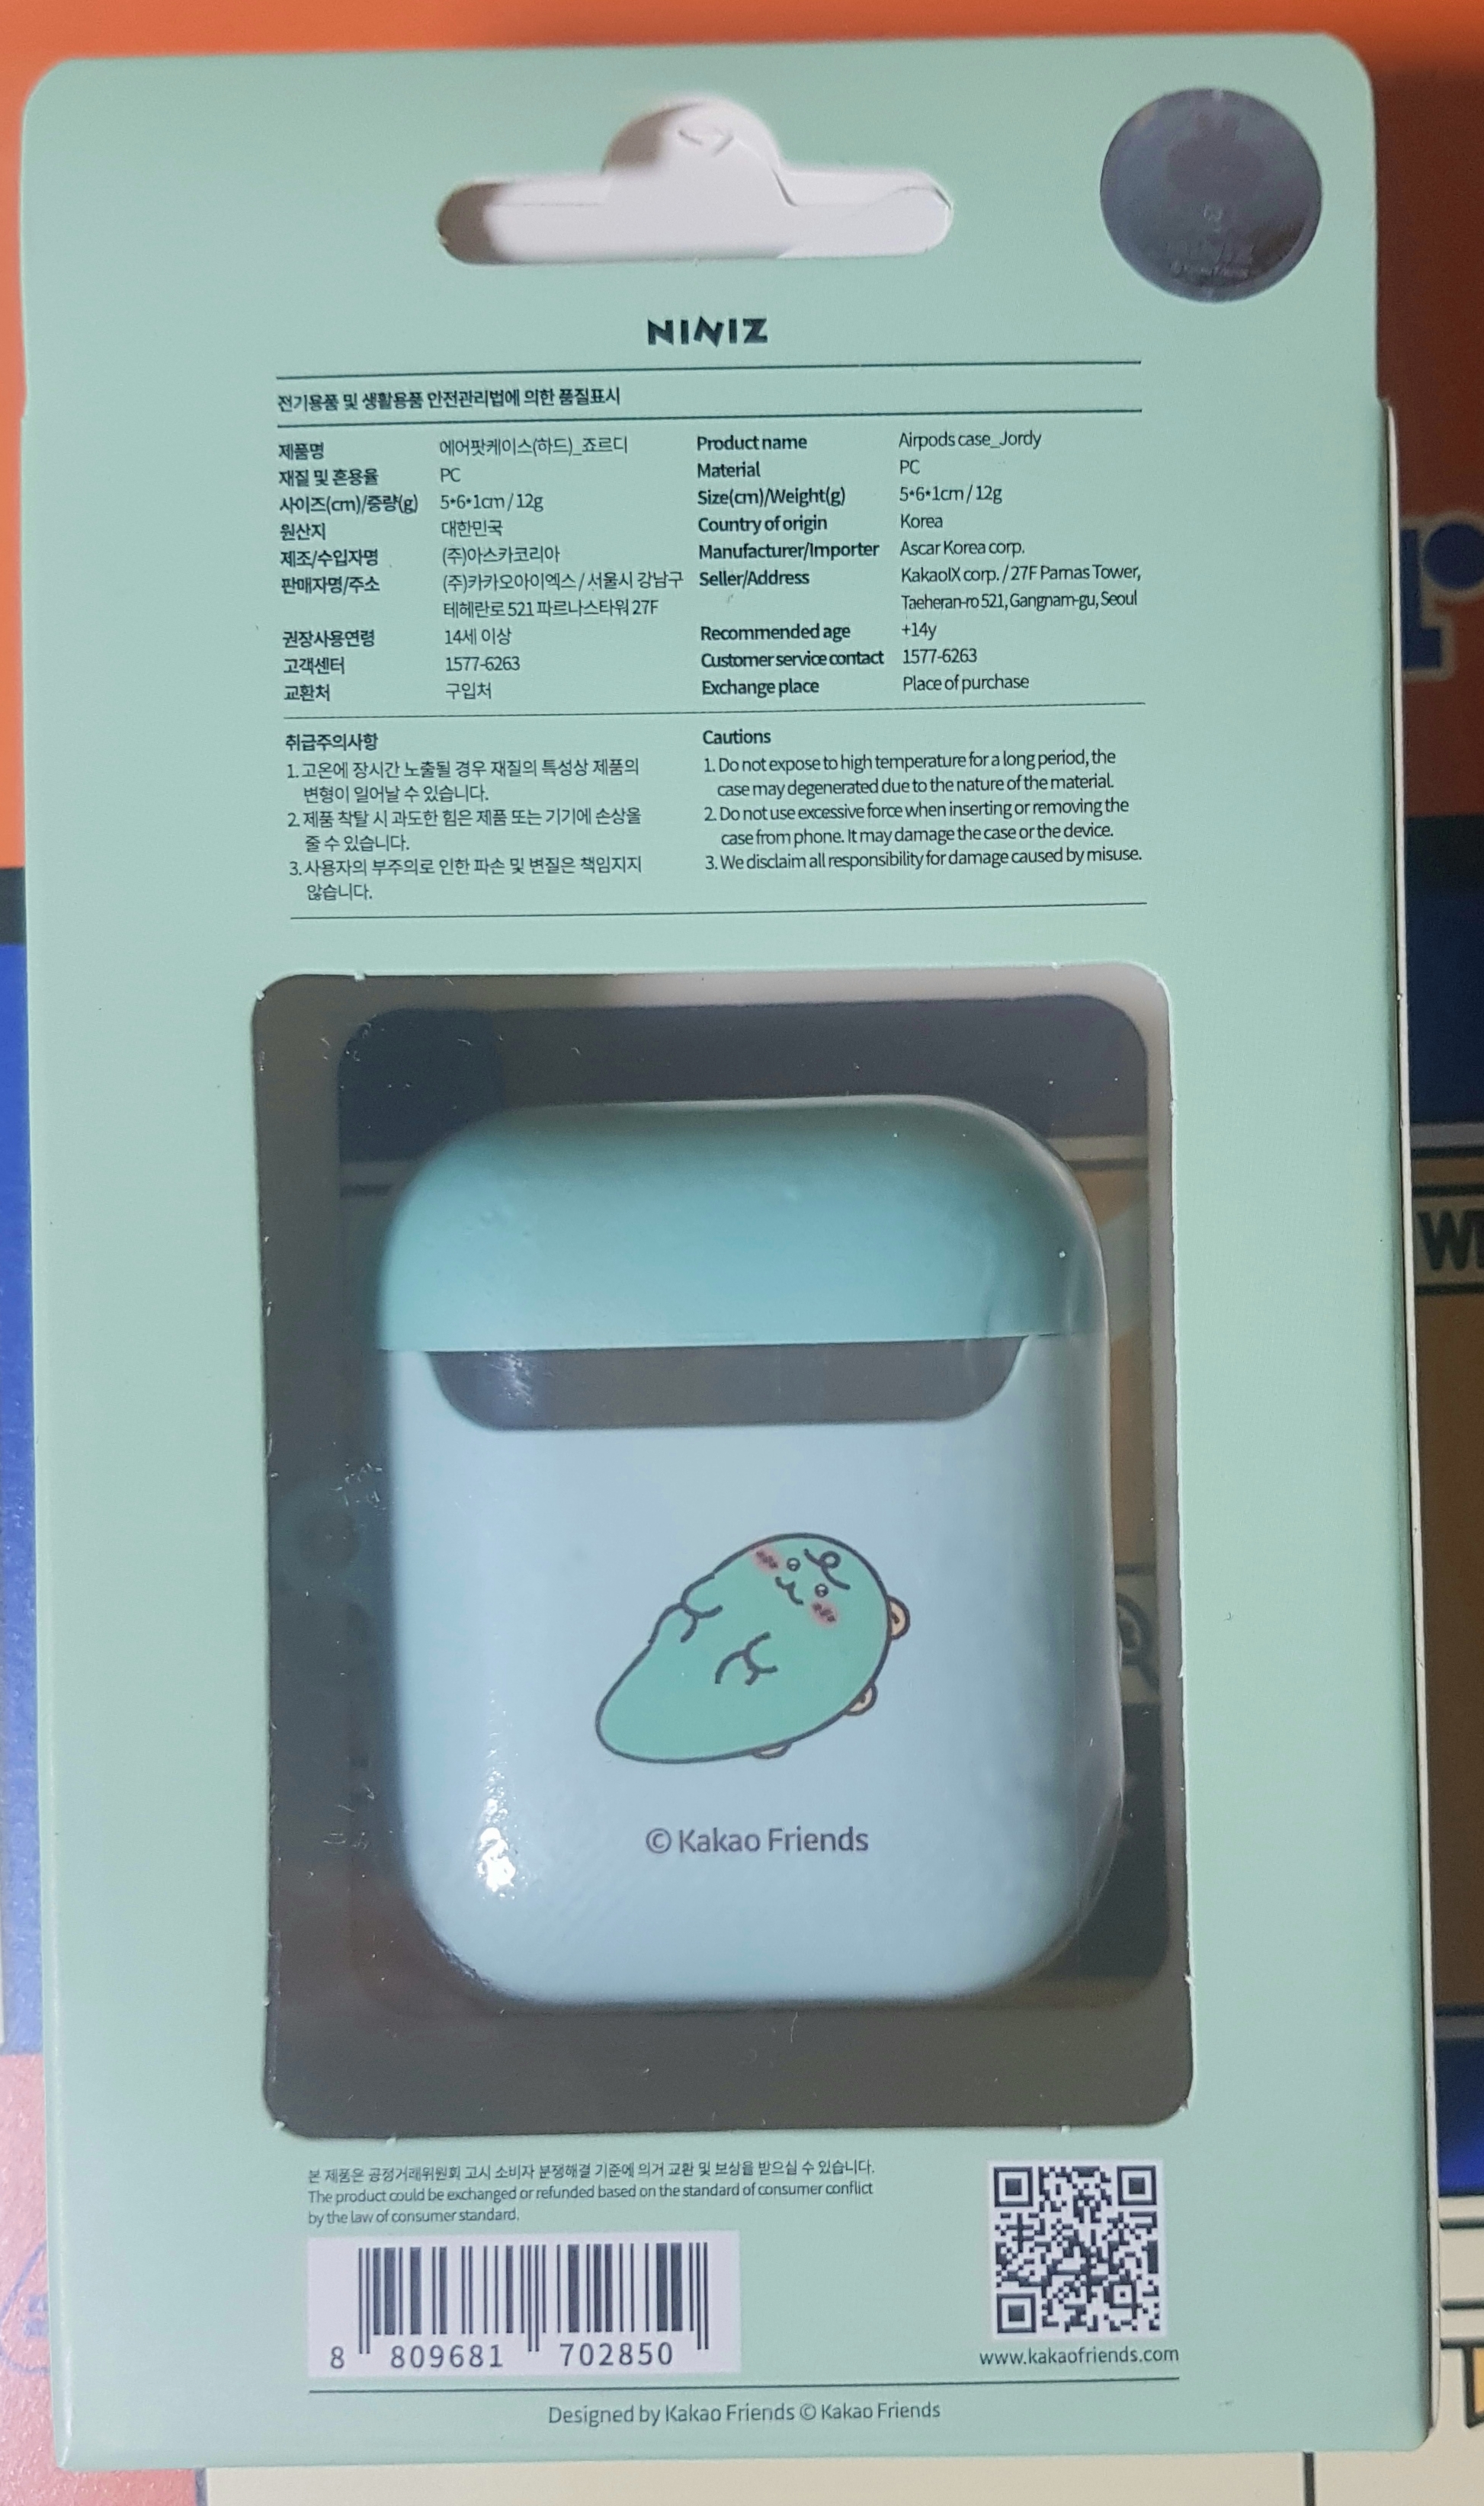 NINIZ
전기용품 및 생활용품 안전관리법에 의한 품질표시
제품명 에어팟케이스(하드)_죠르디
재질 및 혼용율 PC
사이즈(cm)/중량(g) 5*6*1cm / 12g
원산지 대한민국
제조/수입자명 (주)아스카코리아
판매자명/주소 (주)카카오아이엑스 / 서울시 강남구
테헤란로 521 파르나스타워 27F
권장사용연령 14세 이상
고객센터 1577-6263
교환처 구입처
Product name Airpods case_Jordy
Material PC
Size(cm)/Weight(g) 5*6*1cm / 12g
Country of origin Korea
Manufacturer/Importer Ascar Korea corp.
Seller/Address KakaoIX corp. / 27F Parnas Tower,
Taeheran-ro 521, Gangnam-gu, Seoul
Recommended age +14y
Customer service contact 1577-6263
Exchange place Place of purchase
취급주의사항
1. 고온에 장시간 노출될 경우 재질의 특성상 제품의
변형이 일어날 수 있습니다.
2. 제품 착탈 시 과도한 힘은 제품 또는 기기에 손상을
줄 수 있습니다.
3. 사용자의 부주의로 인한 파손 및 변질은 책임지지
않습니다.
Cautions
1. Do not expose to high temperature for a long period, the
case may degenerated due to the nature of the material.
2. Do not use excessive force when inserting or removing the
case from phone. It may damage the case or the device.
3. We disclaim all responsibility for damage caused by misuse.
© Kakao Friends
본 제품은 공정거래위원회 고시 소비자 분쟁해결 기준에 의거 교환 및 보상을 받으실 수 있습니다.
The product could be exchanged or refunded based on the standard of consumer conflict
by the law of consumer standard.
8 809681 702850
www.kakaofriends.com
Designed by Kakao Friends © Kakao Friends